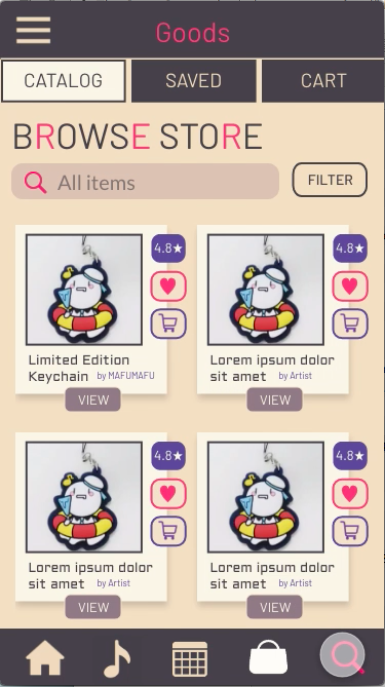 Goods
CATALOG SAVED CART
BROWSE STORE
All items FILTER
4.8★ 4.8★
Limited Edition
Keychain by MAFUMAFU
VIEW
Lorem ipsum dolor
sit amet by Artist
VIEW
4.8★ 4.8★
Lorem ipsum dolor
sit amet by Artist
VIEW
Lorem ipsum dolor
sit amet by Artist
VIEW